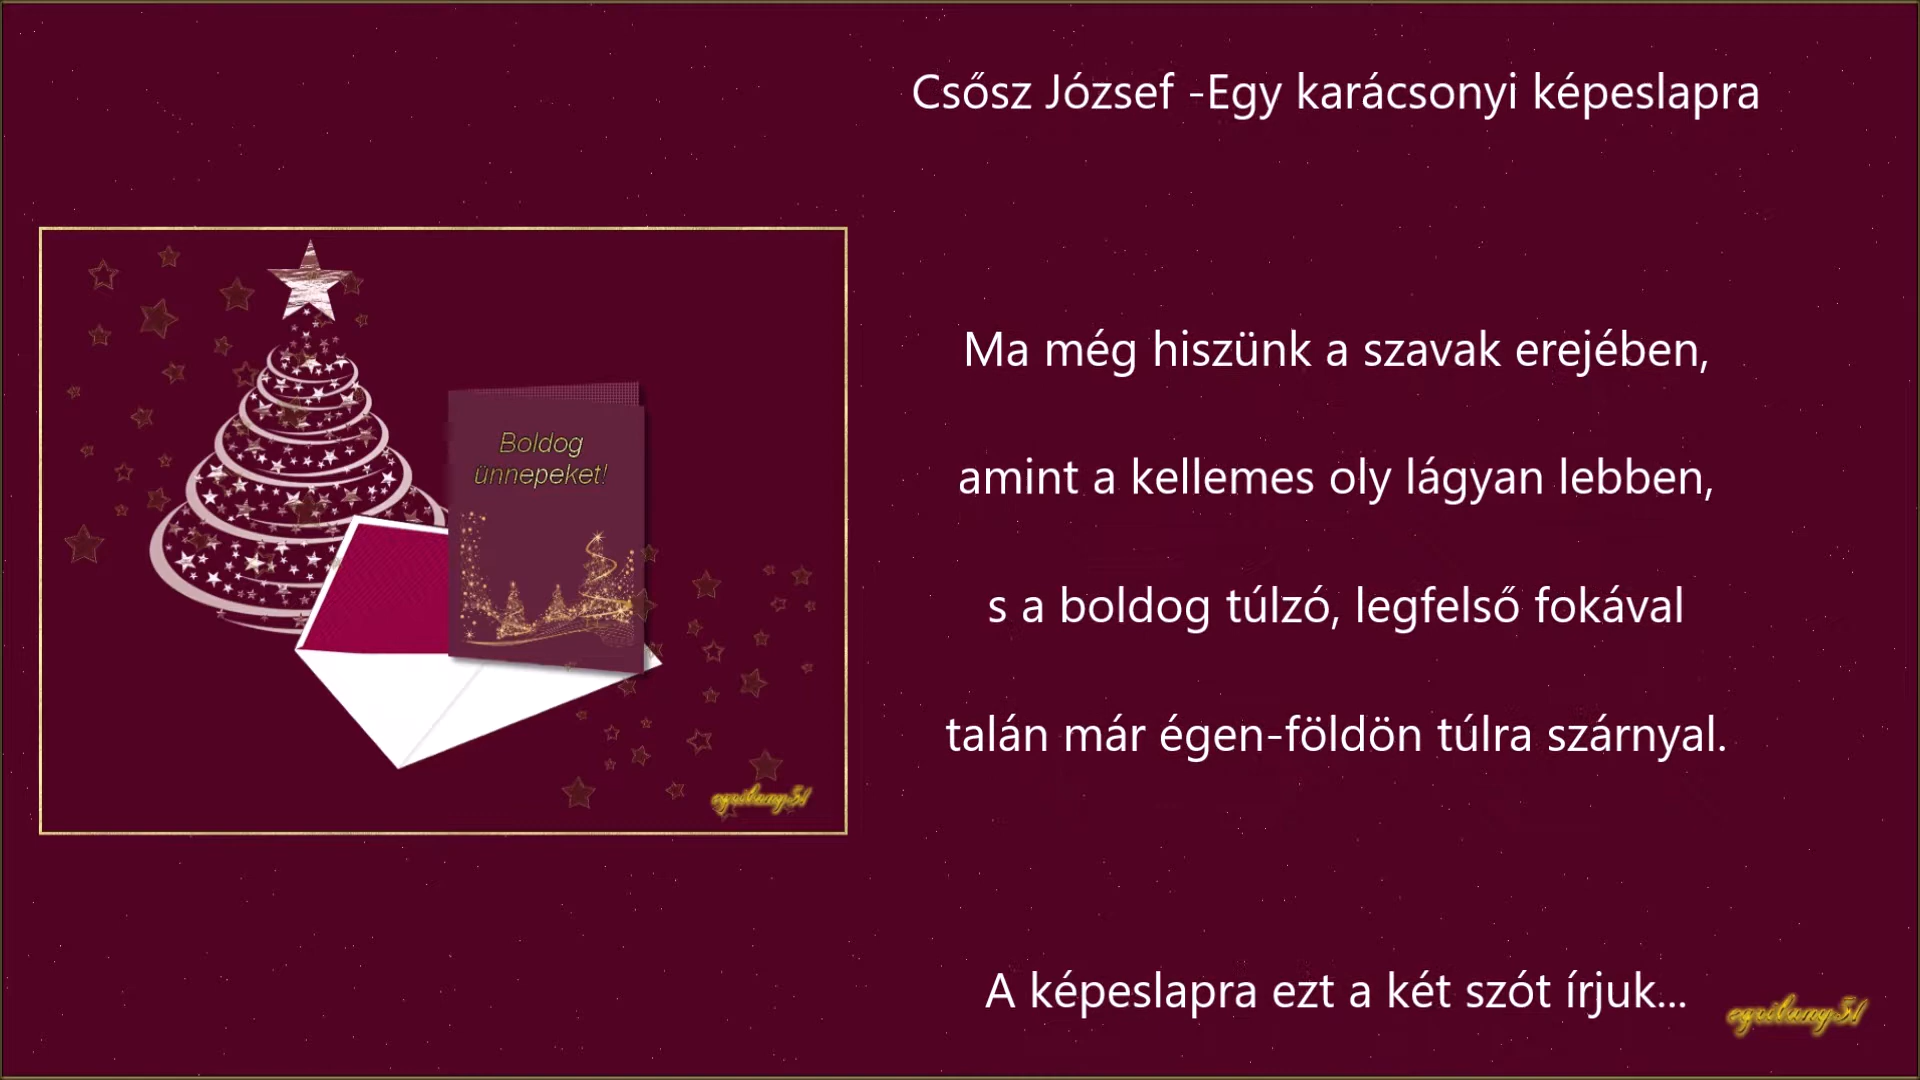 Csősz József -Egy karácsonyi képeslapra
Boldog
ünnepeket!
Ma még hiszünk a szavak erejében,
amint a kellemes oly lágyan lebben,
s a boldog túlzó, legfelső fokával
talán már égen-földön túlra szárnyal.
A képeslapra ezt a két szót írjuk...